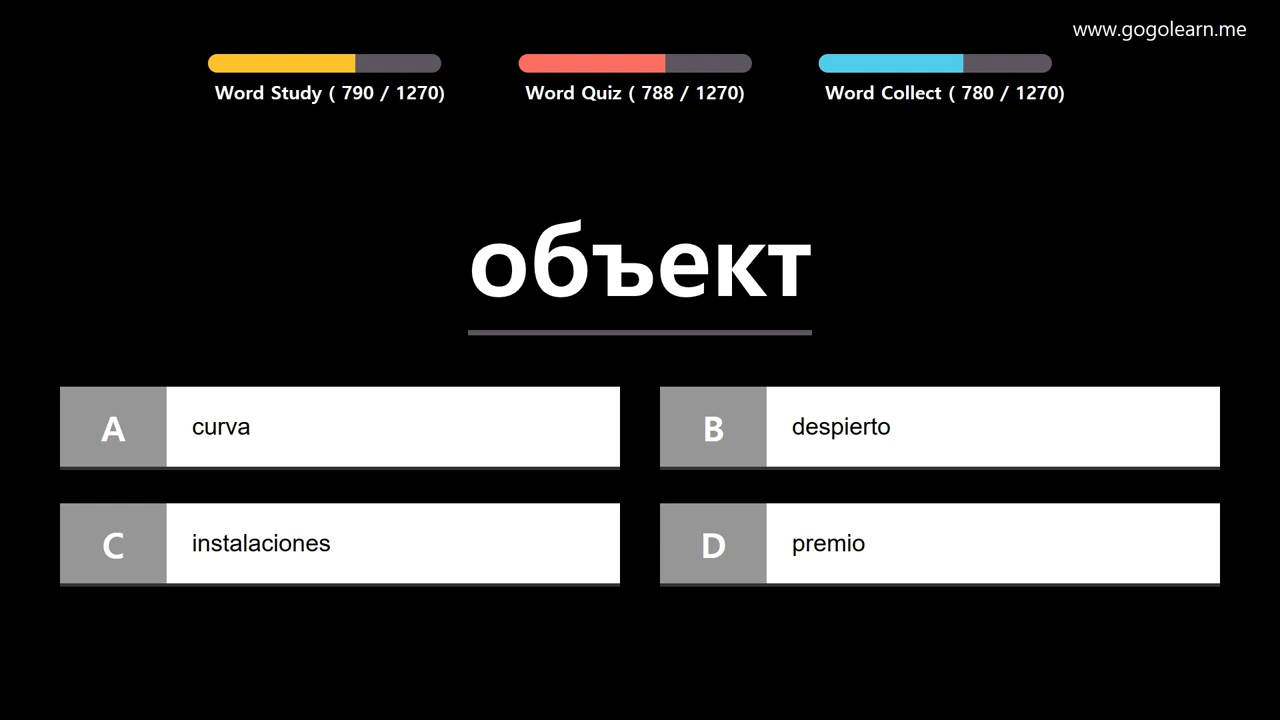 www.gogolearn.me
Word Study ( 790 / 1270)
Word Quiz ( 788 / 1270)
Word Collect ( 780 / 1270)
объект
A curva
B despierto
C instalaciones
D premio